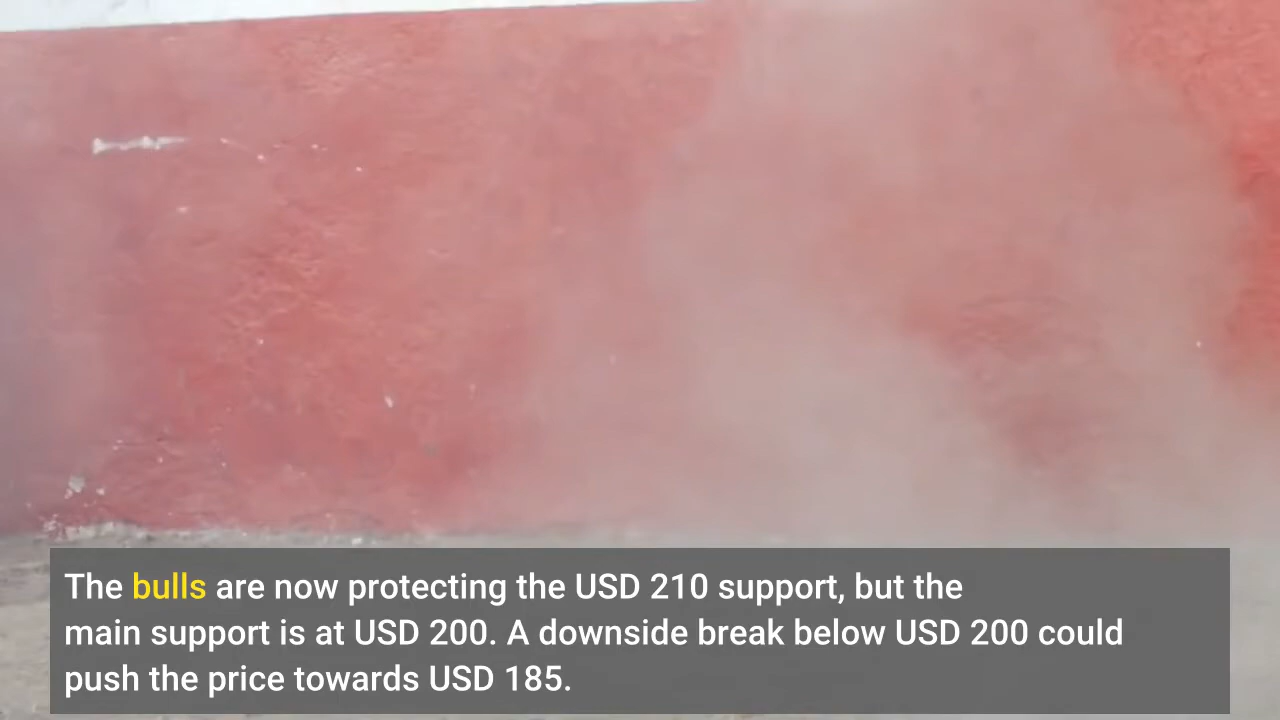 The bulls are now protecting the USD 210 support, but the
main support is at USD 200. A downside break below USD 200 could
push the price towards USD 185.